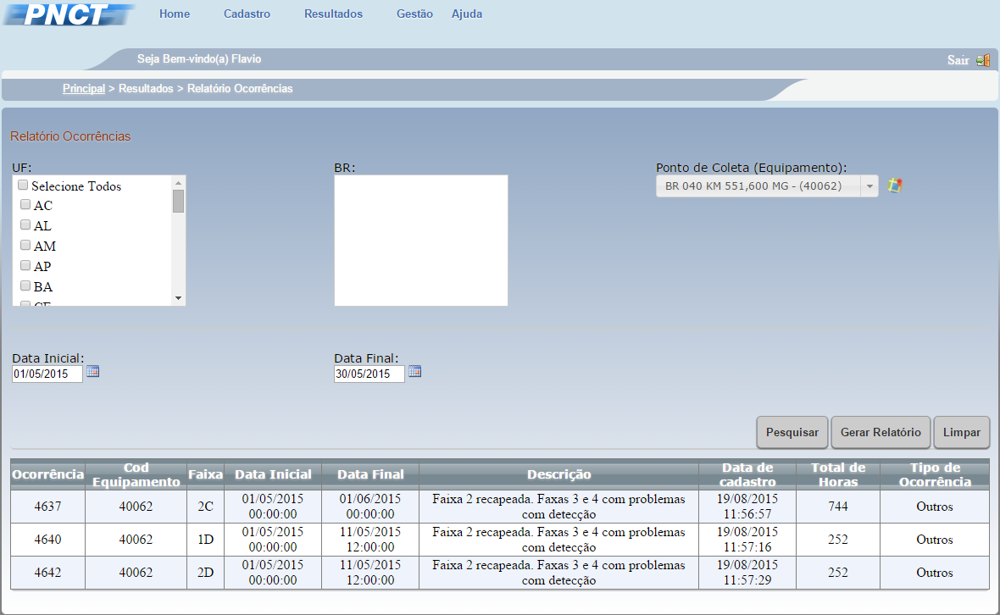 PNCT
Home Cadastro Resultados Gestão Ajuda
Seja Bem-vindo(a) Flavio
Sair
Principal > Resultados > Relatório Ocorrências
Relatório Ocorrências
UF: BR: Ponto de Coleta (Equipamento):
Selecione Todos
BR 040 KM 551,600 MG - (40062)
AC
AL
AM
AP
BA
CE
Data Inicial: Data Final:
01/05/2015 30/05/2015
Pesquisar Gerar Relatório Limpar
Ocorrência Cod Equipamento Faixa Data Inicial Data Final Descrição Data de cadastro Total de Horas Tipo de Ocorrência
4637 40062 2C 01/05/2015 00:00:00 01/06/2015 00:00:00 Faixa 2 recapeada. Faxas 3 e 4 com problemas com detecção 19/08/2015 11:56:57 744 Outros
4640 40062 1D 01/05/2015 00:00:00 11/05/2015 12:00:00 Faixa 2 recapeada. Faxas 3 e 4 com problemas com detecção 19/08/2015 11:57:16 252 Outros
4642 40062 2D 01/05/2015 00:00:00 11/05/2015 12:00:00 Faixa 2 recapeada. Faxas 3 e 4 com problemas com detecção 19/08/2015 11:57:29 252 Outros